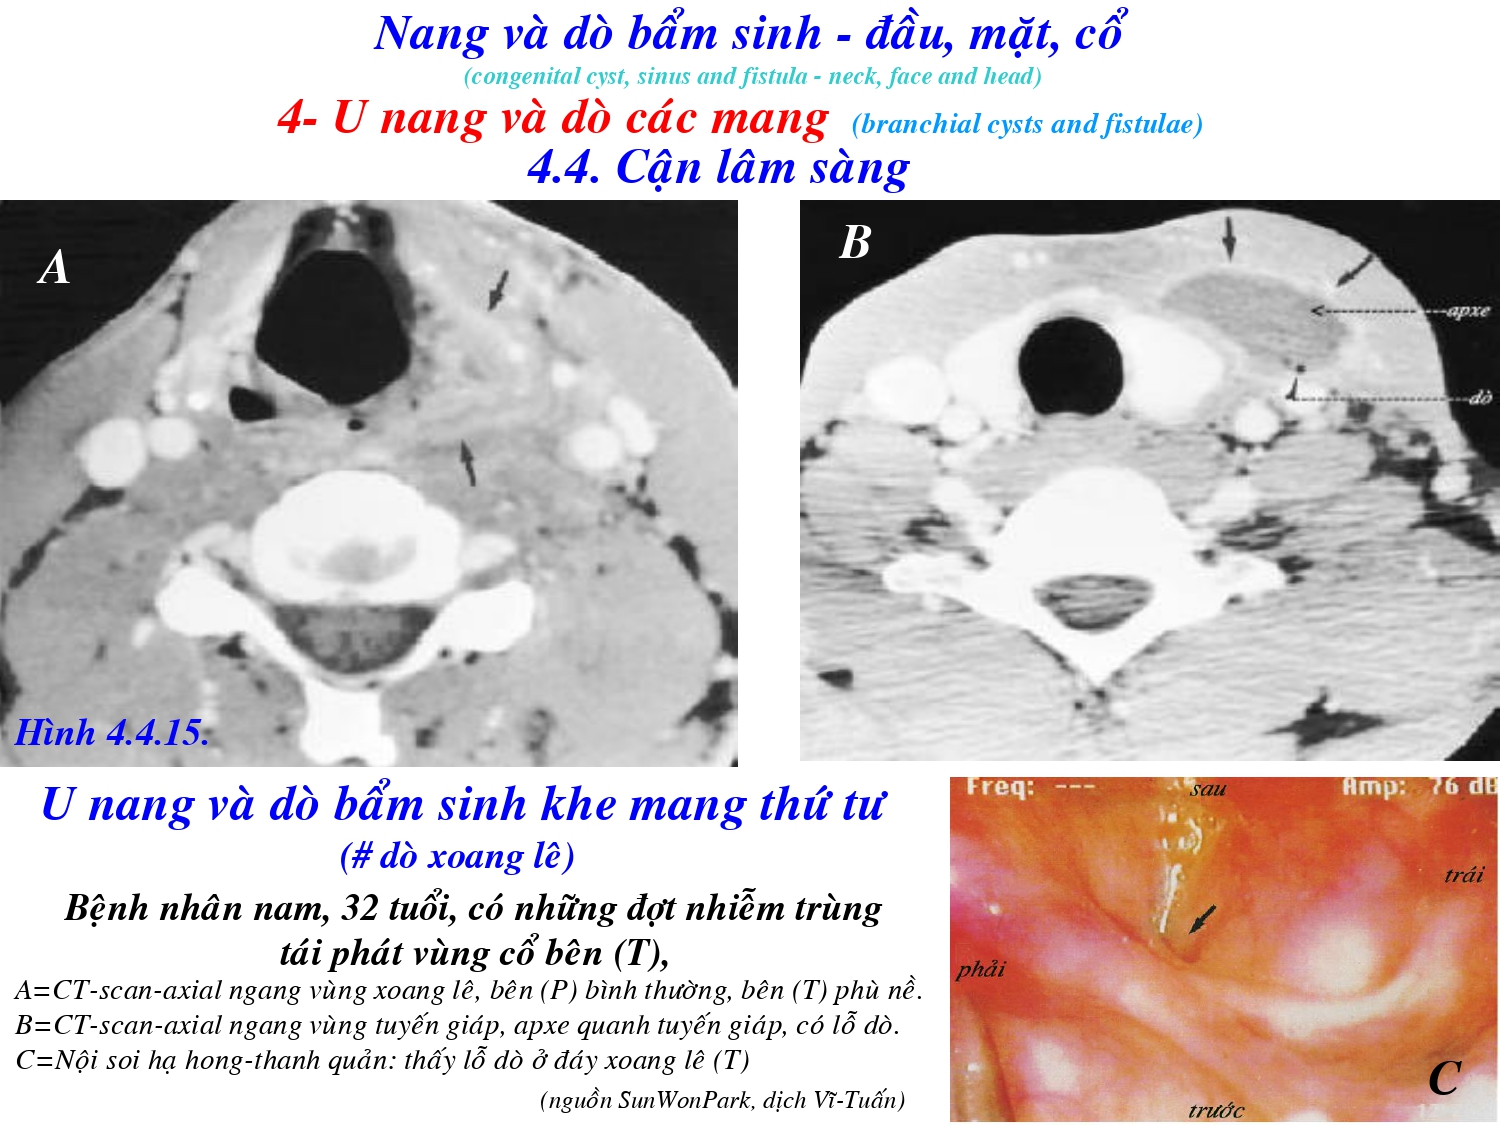 Nang và dò bẩm sinh - đầu, mặt, cổ
(congenital cyst, sinus and fistula - neck, face and head)
4- U nang và dò các mang (branchial cysts and fistulae)
4.4. Cận lâm sàng
A
B
apxe
dò
Hình 4.4.15.
U nang và dò bẩm sinh khe mang thứ tư
(# dò xoang lê)
Bệnh nhân nam, 32 tuổi, có những đợt nhiễm trùng
tái phát vùng cổ bên (T),
A=CT-scan-axial ngang vùng xoang lê, bên (P) bình thường, bên (T) phù nề.
B=CT-scan-axial ngang vùng tuyến giáp, apxe quanh tuyến giáp, có lỗ dò.
C=Nội soi hạ hong-thanh quản: thấy lỗ dò ở đáy xoang lê (T)
(nguồn SunWonPark, dịch Vĩ-Tuấn)
Freq: ---
sau
Amp: 76 dB
trái
phải
C
trước